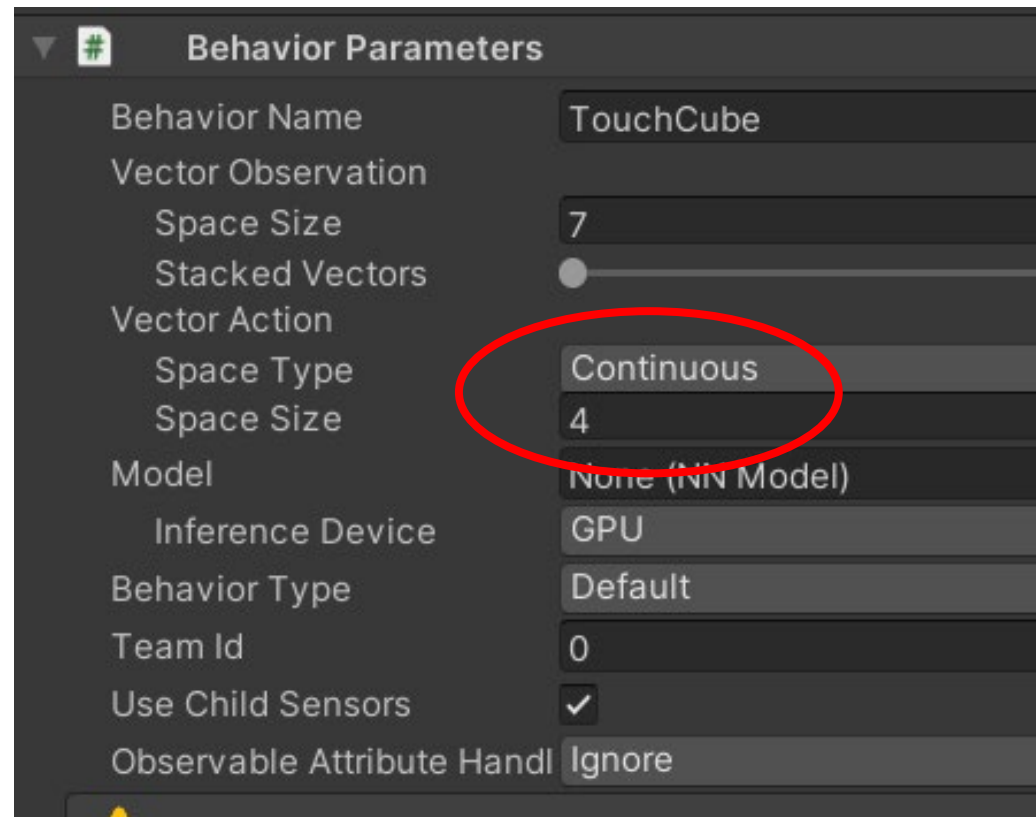 # Behavior Parameters
Behavior Name TouchCube
Vector Observation
Space Size 7
Stacked Vectors
Vector Action
Space Type Continuous
Space Size 4
Model None (NN Model)
Inference Device GPU
Behavior Type Default
Team Id 0
Use Child Sensors
Observable Attribute Handl Ignore